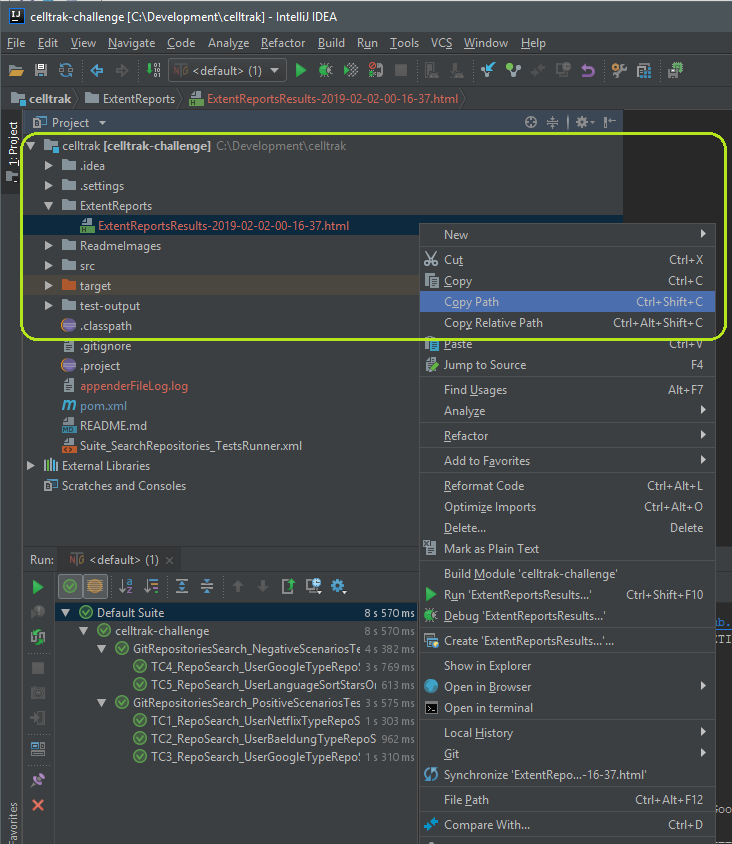 celltrak-challenge [C:\Development\celltrak] - IntelliJ IDEA
File Edit View Navigate Code Analyze Refactor Build Run Tools VCS Window Help
<default> (1)
celltrak ExtentReports ExtentReportsResults-2019-02-02-00-16-37.html
1: Project
Project
celltrak [celltrak-challenge] C:\Development\celltrak
.idea
.settings
ExtentReports
ExtentReportsResults-2019-02-02-00-16-37.html
ReadmeImages
src
target
test-output
.classpath
.gitignore
.project
appenderFileLog.log
pom.xml
README.md
Suite_SearchRepositories_TestsRunner.xml
External Libraries
Scratches and Consoles
New
Cut Ctrl+X
Copy Ctrl+C
Copy Path Ctrl+Shift+C
Copy Relative Path Ctrl+Alt+Shift+C
Paste Ctrl+V
Jump to Source F4
Find Usages Alt+F7
Analyze
Refactor
Add to Favorites
Reformat Code Ctrl+Alt+L
Optimize Imports Ctrl+Alt+O
Delete... Delete
Mark as Plain Text
Build Module 'celltrak-challenge'
Run 'ExtentReportsResults...' Ctrl+Shift+F10
Debug 'ExtentReportsResults...'
Create 'ExtentReportsResults...'...
Show in Explorer
Open in Browser
Open in terminal
Local History
Git
Synchronize 'ExtentRepo...-16-37.html'
File Path Ctrl+Alt+F12
Compare With... Ctrl+D
Run: <default> (1)
Default Suite 8 s 570 ms
celltrak-challenge 8 s 570 ms
GitRepositoriesSearch_NegativeScenariosTe 4 s 382 ms
TC4_RepoSearch_UserGoogleTypeRepoS 3 s 769 ms
TC5_RepoSearch_UserLanguageSortStarsOr 613 ms
GitRepositoriesSearch_PositiveScenariosTes 3 s 575 ms
TC1_RepoSearch_UserNetflixTypeRepoS 1 s 303 ms
TC2_RepoSearch_UserBaeldungTypeRepoS 962 ms
TC3_RepoSearch_UserGoogleTypeRepoS 1 s 310 ms
Favorites